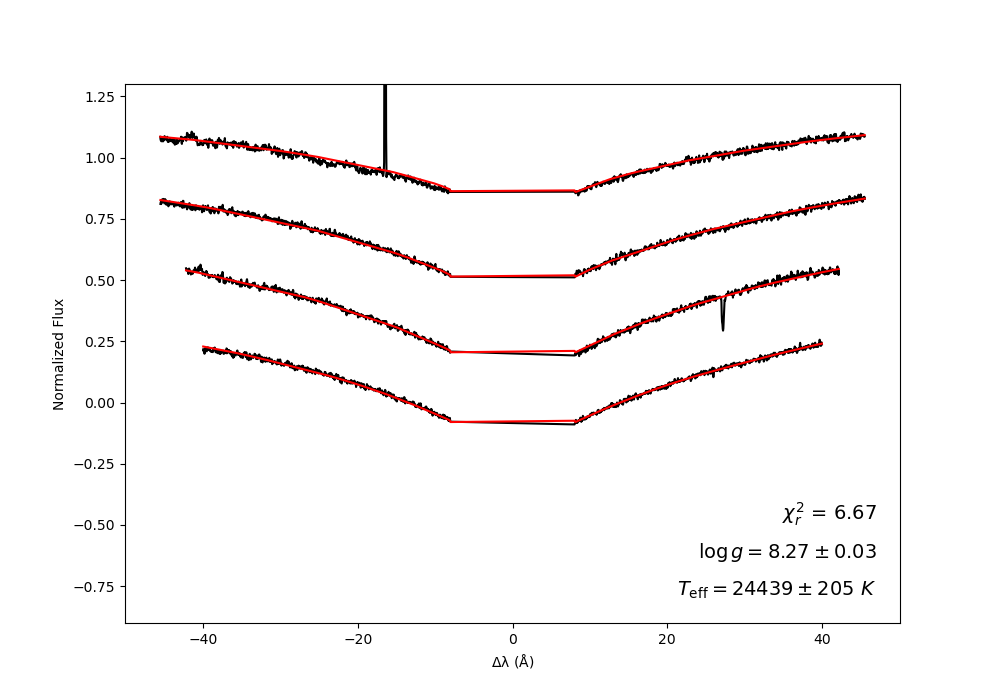 1.25
1.00
0.75
0.50
0.25
0.00
−0.25
−0.50
−0.75
Normalized Flux
χ²ᵣ = 6.67
log g = 8.27 ± 0.03
T_eff = 24439 ± 205 K
−40
−20
0
20
40
Δλ (Å)